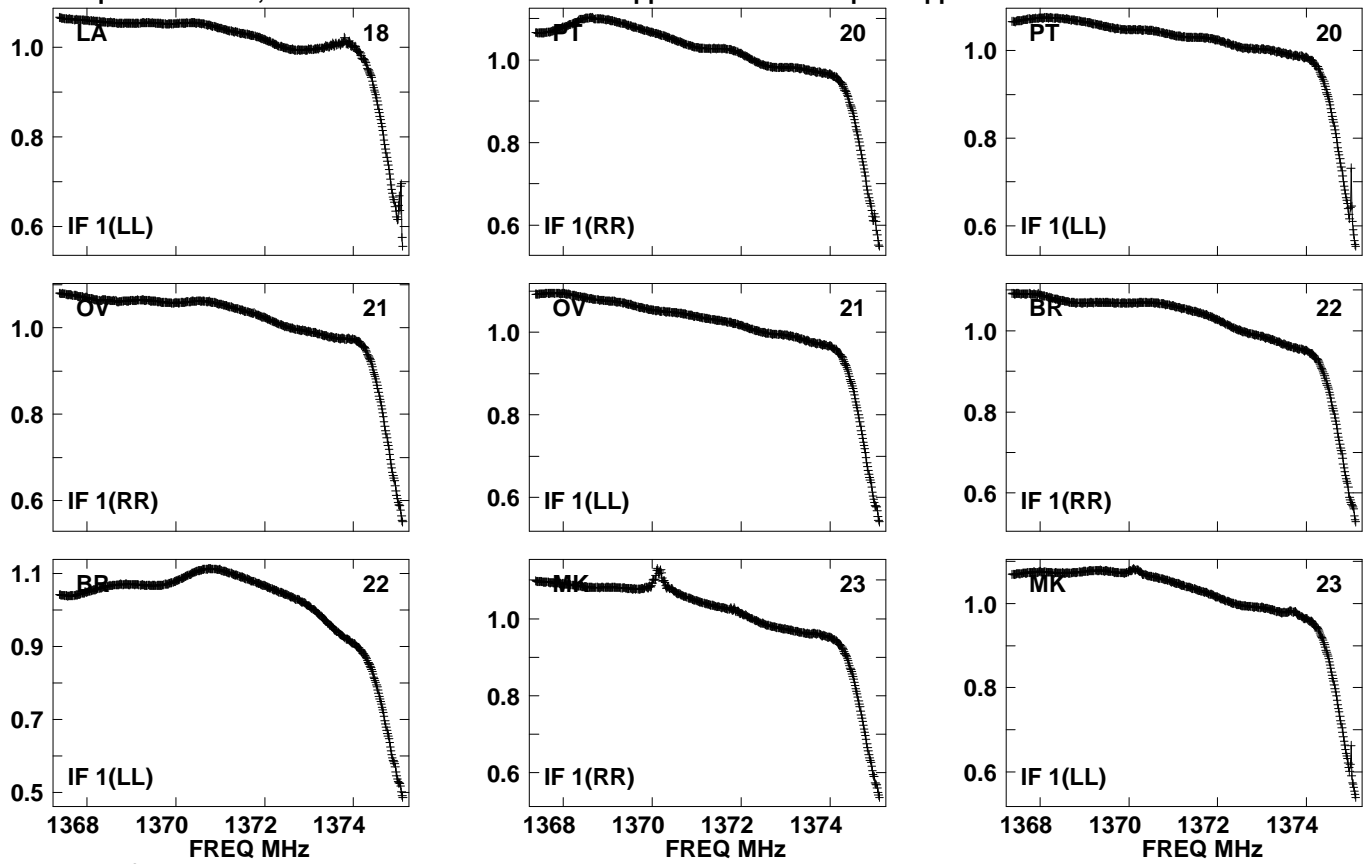 LA 18 PT 20 PT 20
1.0 1.0 1.0
0.8 0.8 0.8
0.6 0.6 0.6
IF 1(LL) IF 1(RR) IF 1(LL)
OV 21 OV 21 BR 22
1.0 1.0 1.0
0.8 0.8 0.8
0.6 0.6 0.6
IF 1(RR) IF 1(LL) IF 1(RR)
BR 22 MK 23 MK 23
1.1 1.0 1.0
0.9 0.8 0.8
0.7 0.6 0.6
0.5
IF 1(LL) IF 1(RR) IF 1(LL)
1368 1370 1372 1374 1368 1370 1372 1374 1368 1370 1372 1374
FREQ MHz FREQ MHz FREQ MHz